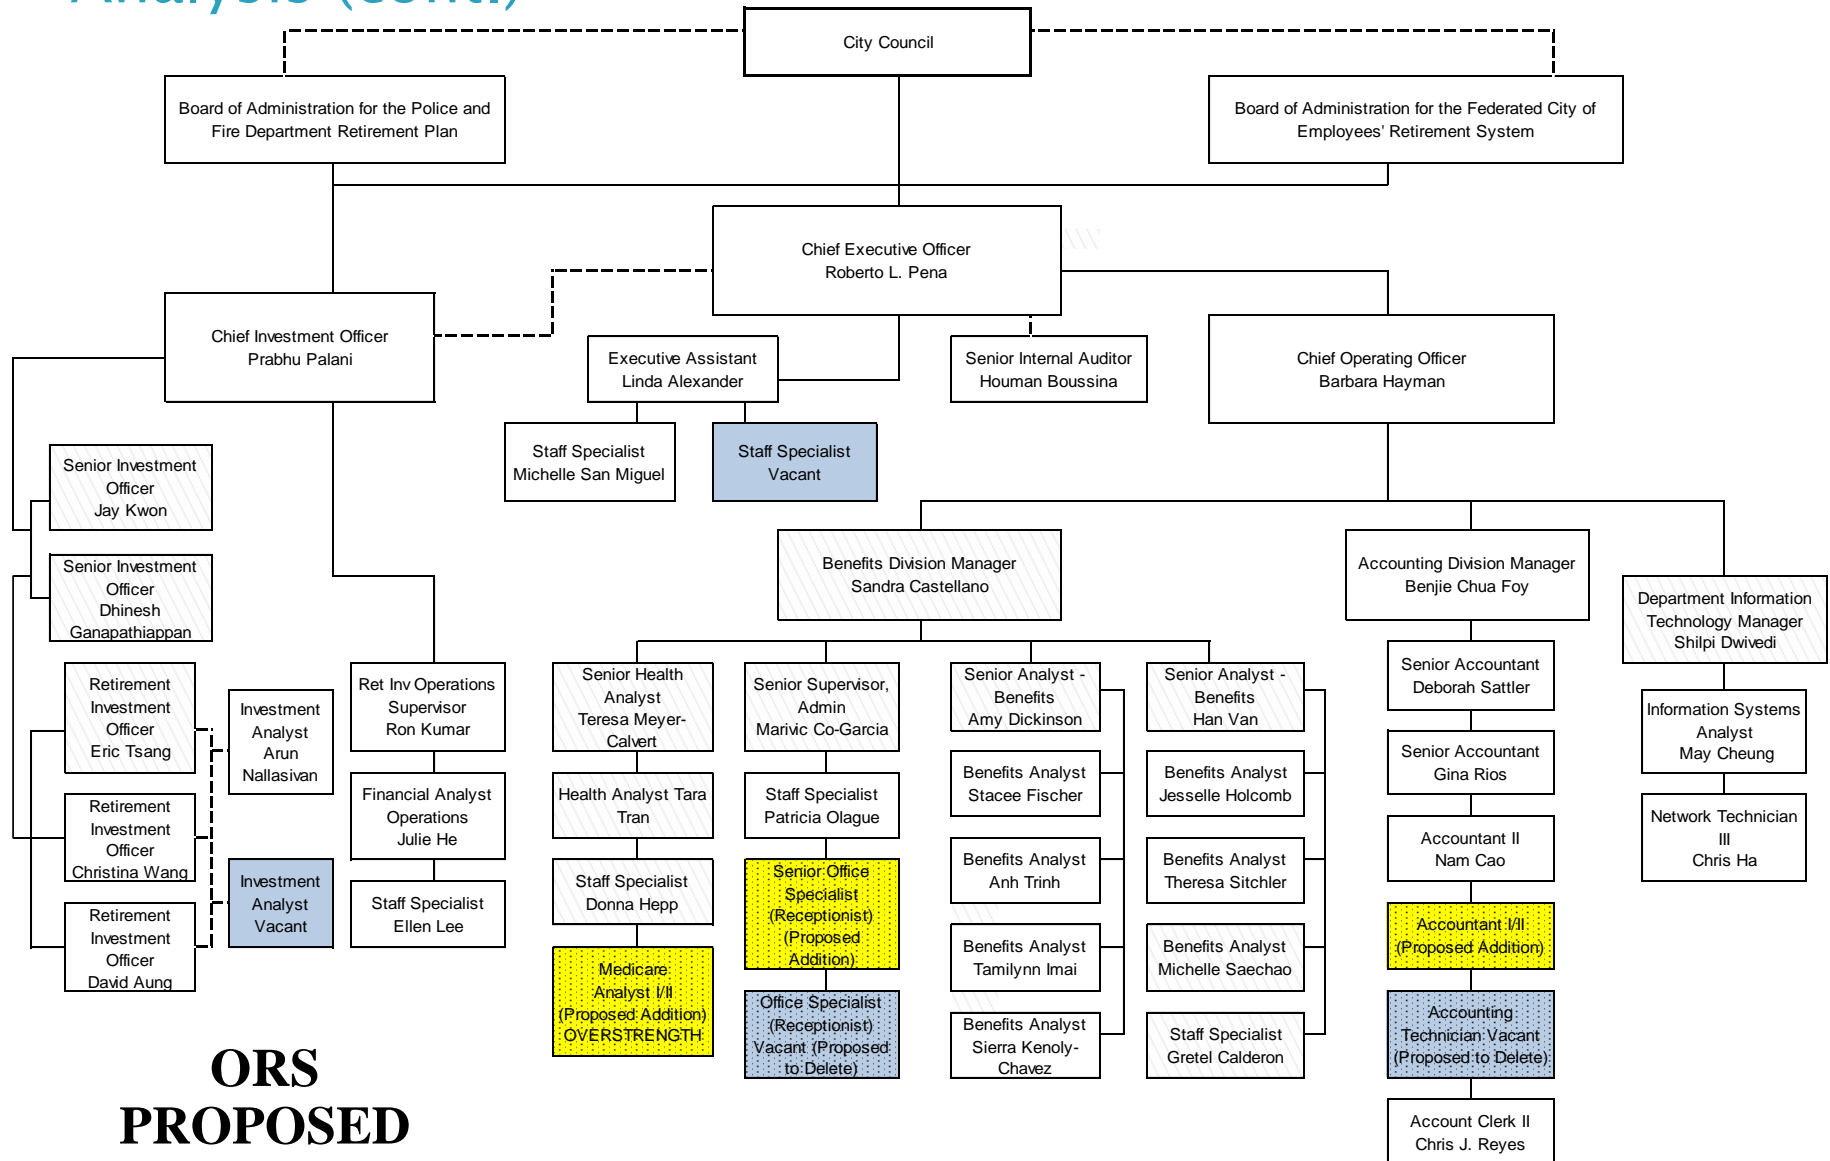 Analysis (cont.)
City Council
Board of Administration for the Police and
Fire Department Retirement Plan
Board of Administration for the Federated City of
Employees' Retirement System
Chief Executive Officer
Roberto L. Pena
Chief Investment Officer
Prabhu Palani
Executive Assistant
Linda Alexander
Senior Internal Auditor
Houman Boussina
Chief Operating Officer
Barbara Hayman
Staff Specialist
Michelle San Miguel
Staff Specialist
Vacant
Senior Investment
Officer
Jay Kwon
Senior Investment
Officer
Dhinesh
Ganapathiappan
Benefits Division Manager
Sandra Castellano
Accounting Division Manager
Benjie Chua Foy
Department Information
Technology Manager
Shilpi Dwivedi
Retirement
Investment
Officer
Eric Tsang
Retirement
Investment
Officer
Christina Wang
Retirement
Investment
Officer
David Aung
Investment
Analyst
Arun
Nallasivan
Investment
Analyst
Vacant
Ret Inv Operations
Supervisor
Ron Kumar
Financial Analyst
Operations
Julie He
Staff Specialist
Ellen Lee
Senior Health
Analyst
Teresa Meyer-
Calvert
Health Analyst Tara
Tran
Staff Specialist
Donna Hepp
Medicare
Analyst I/II
(Proposed Addition)
OVERSTRENGTH
Senior Supervisor,
Admin
Marivic Co-Garcia
Staff Specialist
Patricia Olague
Senior Office
Specialist
(Receptionist)
(Proposed
Addition)
Office Specialist
(Receptionist)
Vacant (Proposed
to Delete)
Senior Analyst -
Benefits
Amy Dickinson
Benefits Analyst
Stacee Fischer
Benefits Analyst
Anh Trinh
Benefits Analyst
Tamilynn Imai
Benefits Analyst
Sierra Kenoly-
Chavez
Senior Analyst -
Benefits
Han Van
Benefits Analyst
Jesselle Holcomb
Benefits Analyst
Theresa Sitchler
Benefits Analyst
Michelle Saechao
Staff Specialist
Gretel Calderon
Senior Accountant
Deborah Sattler
Senior Accountant
Gina Rios
Accountant II
Nam Cao
Accountant I/II
(Proposed Addition)
Accounting
Technician Vacant
(Proposed to Delete)
Account Clerk II
Chris J. Reyes
Information Systems
Analyst
May Cheung
Network Technician
III
Chris Ha
ORS
PROPOSED